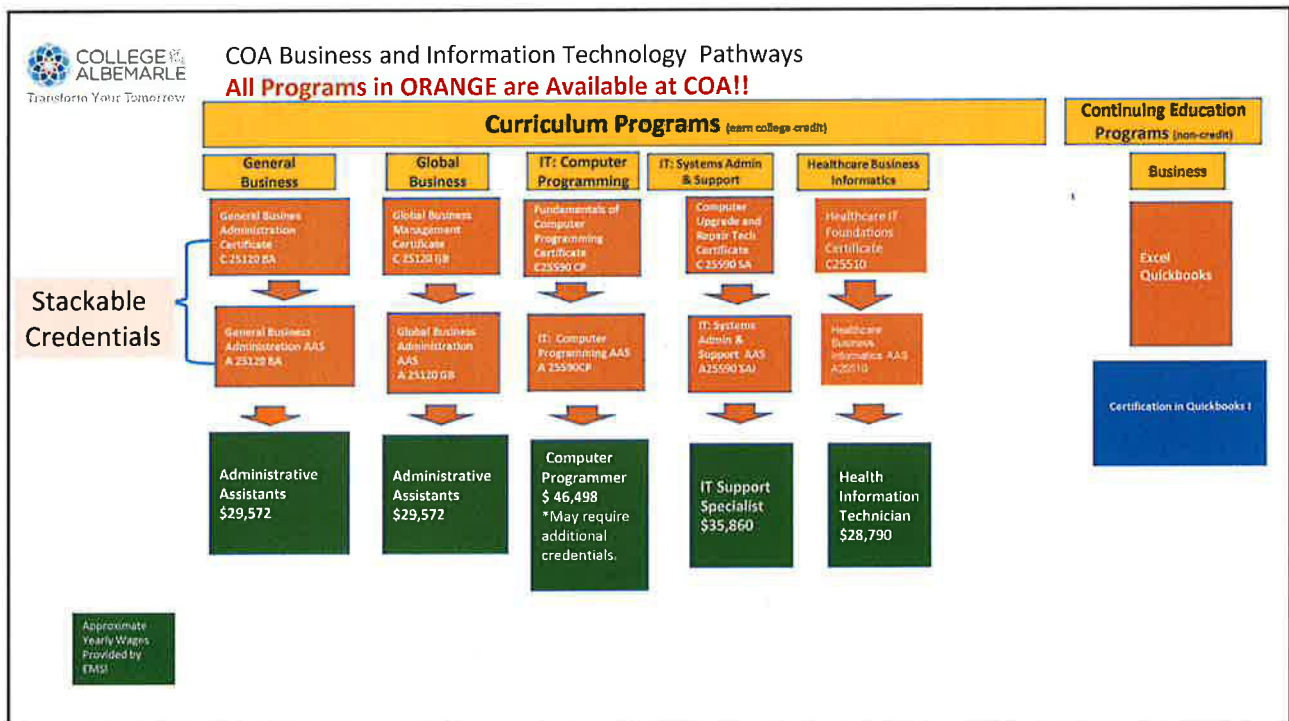 COLLEGE OF THE
ALBEMARLE
Transform Your Tomorrow
COA Business and Information Technology Pathways
All Programs in ORANGE are Available at COA!!
Curriculum Programs (earn college credit)
Continuing Education
Programs (non-credit)
General
Business
Global
Business
IT: Computer
Programming
IT: Systems Admin
& Support
Healthcare Business
Informatics
Business
General Busines
Administration
Certificate
C 25120 BA
Global Business
Management
Certificate
C 25120 GB
Fundamentals of
Computer
Programming
Certificate
C25590 CP
Computer
Upgrade and
Repair Tech
Certificate
C 25590 SA
Healthcare IT
Foundations
Certificate
C25510
Excel
Quickbooks
Stackable
Credentials
General Business
Administration AAS
A 25120 BA
Global Business
Administration
AAS
A 25120 GB
IT: Computer
Programming AAS
A 25590CP
IT: Systems
Admin &
Support AAS
A25590 SAI
Healthcare
Business
Informatics AAS
A25510
Certification in Quickbooks I
Administrative
Assistants
$29,572
Administrative
Assistants
$29,572
Computer
Programmer
$ 46,498
*May require
additional
credentials.
IT Support
Specialist
$35,860
Health
Information
Technician
$28,790
Approximate
Yearly Wages
Provided by
EMSI